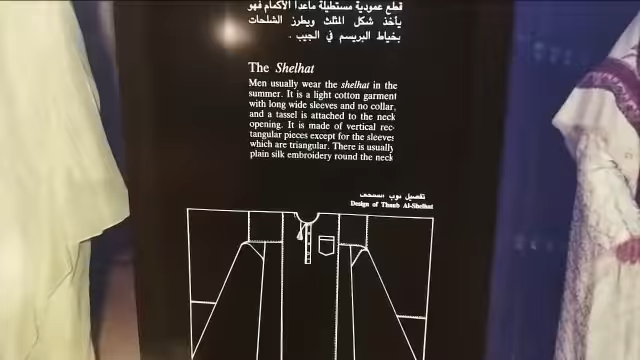 قطع عمودية مستطيلة ماعدا الأكمام فهو
يأخذ شكل المثلث ويطرز الشلحات
بخياط البريسم في الجيب .
The Shelhat
Men usually wear the shelhat in the
summer. It is a light cotton garment
with long wide sleeves and no collar,
and a tassel is attached to the neck
opening. It is made of vertical rec-
tangular pieces except for the sleeves
which are triangular. There is usually
plain silk embroidery round the neck
تفصيل ثوب
Design of Thaub Al-Shelhat